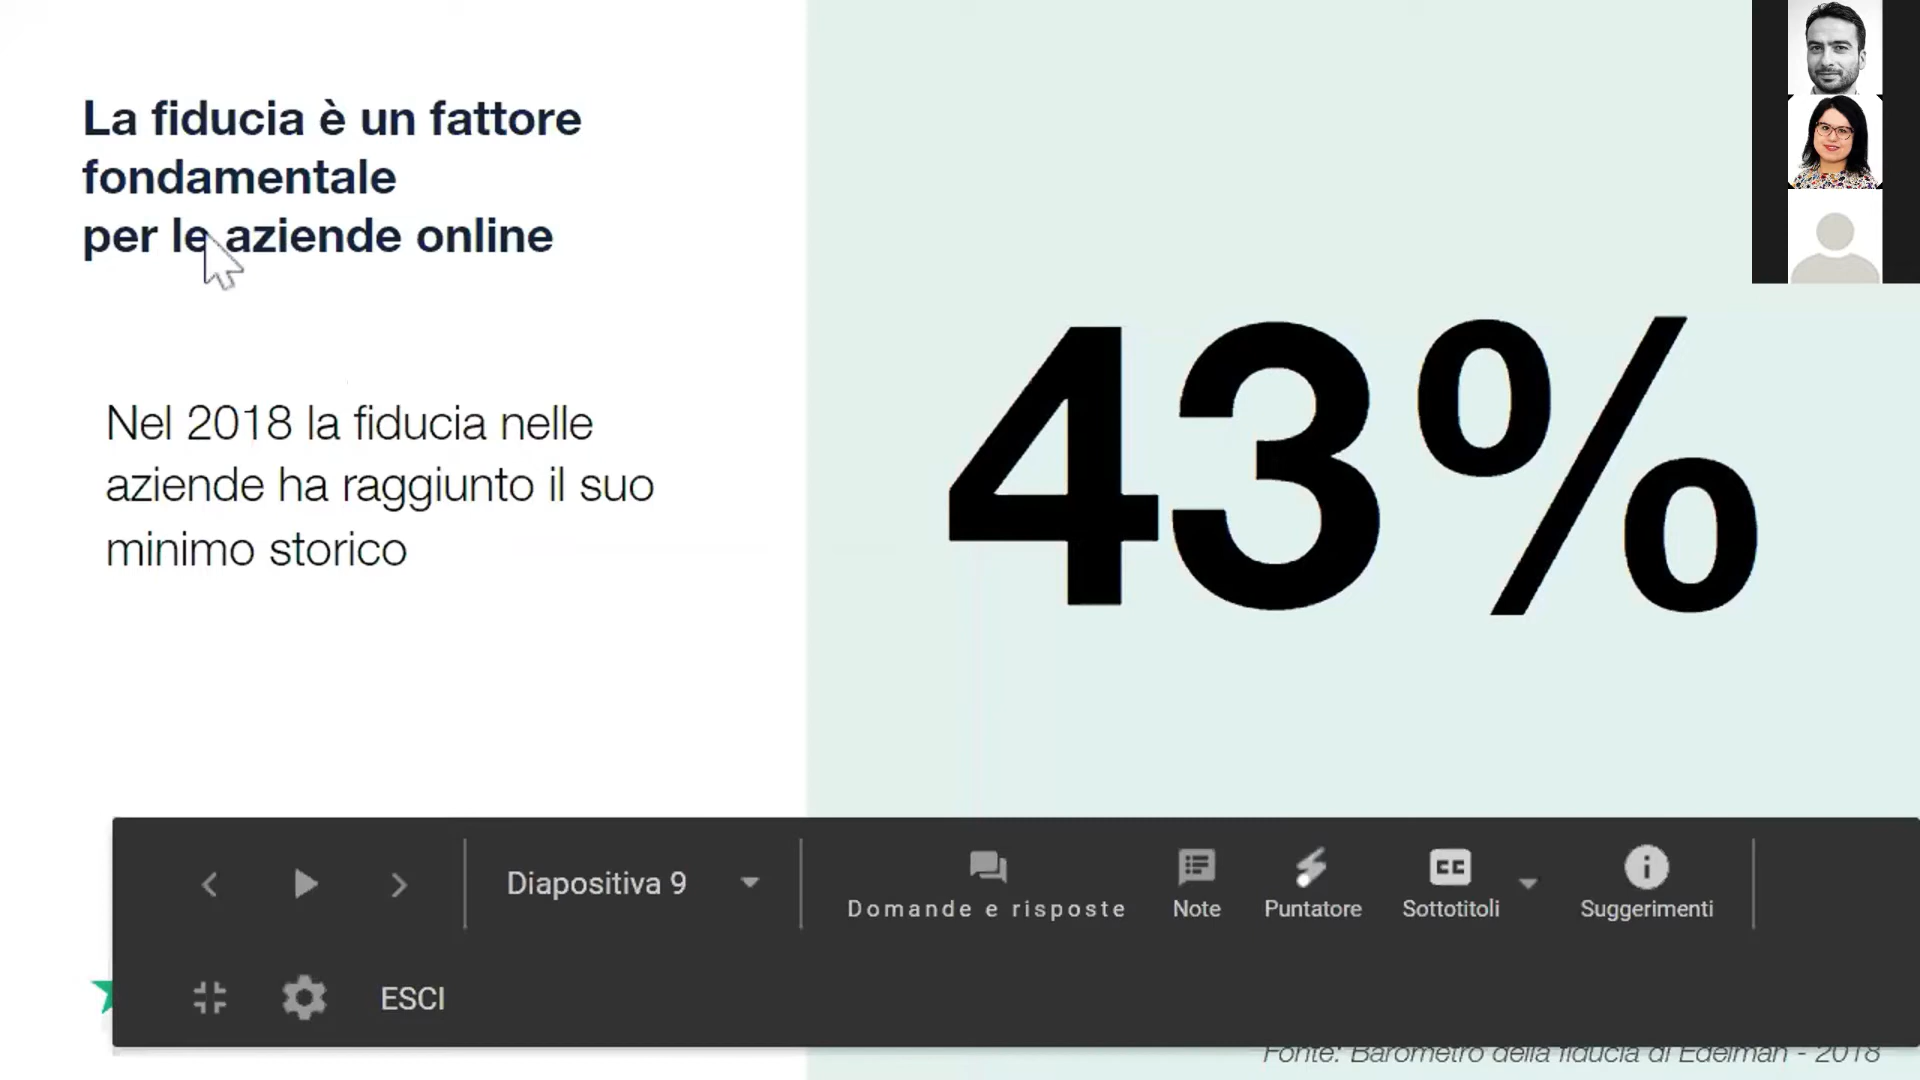 La fiducia è un fattore
fondamentale
per le aziende online
Nel 2018 la fiducia nelle
aziende ha raggiunto il suo
minimo storico
43%
Diapositiva 9
Domande e risposte
Note
Puntatore
CC
Sottotitoli
Suggerimenti
ESCI
Fonte: Barometro della fiducia di Edelman - 2018